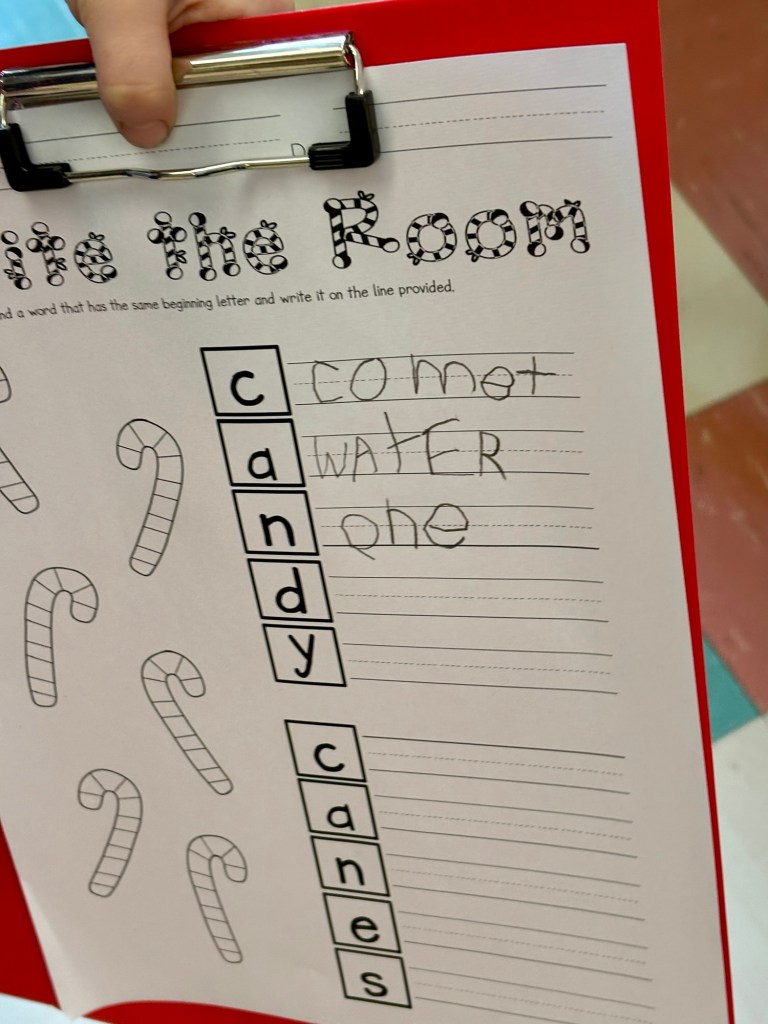 ite the Room
nd a word that has the same beginning letter and write it on the line provided.
c comet
a WAtER
n one
d
y
c
a
n
e
s